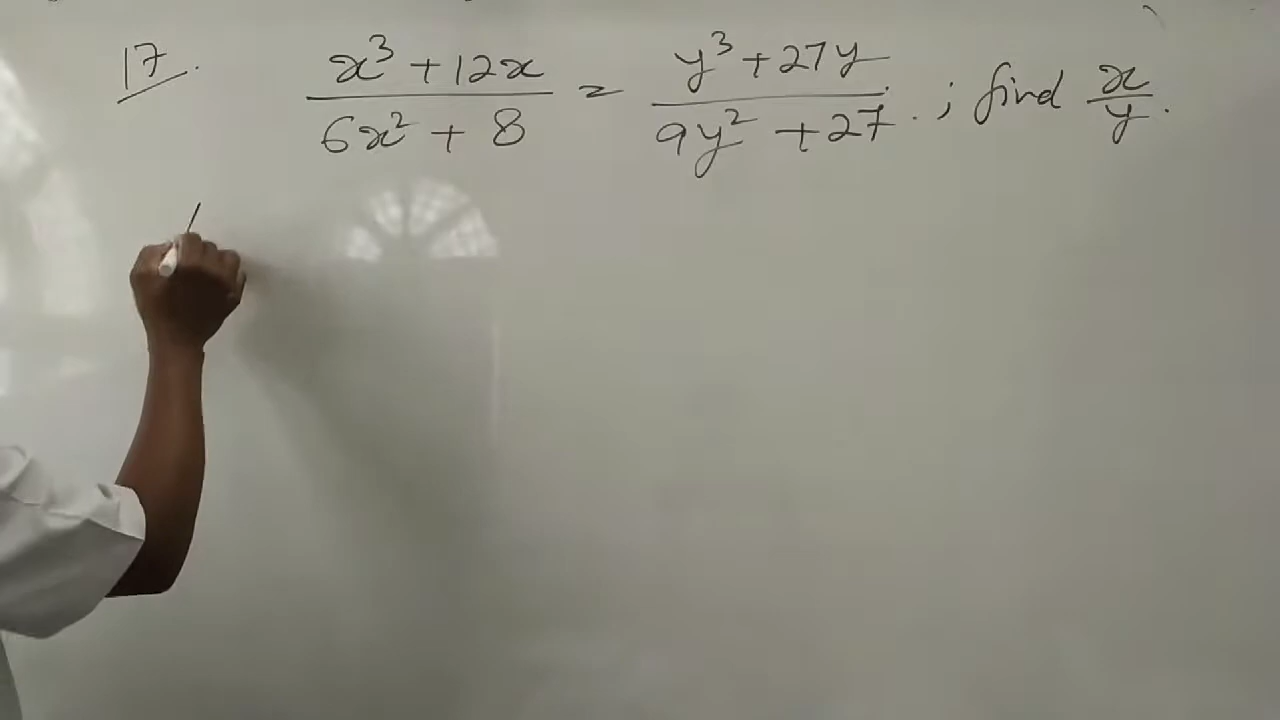 17. x³ + 12x / 6x² + 8 = y³ + 27y / 9y² + 27 . ; find x / y .